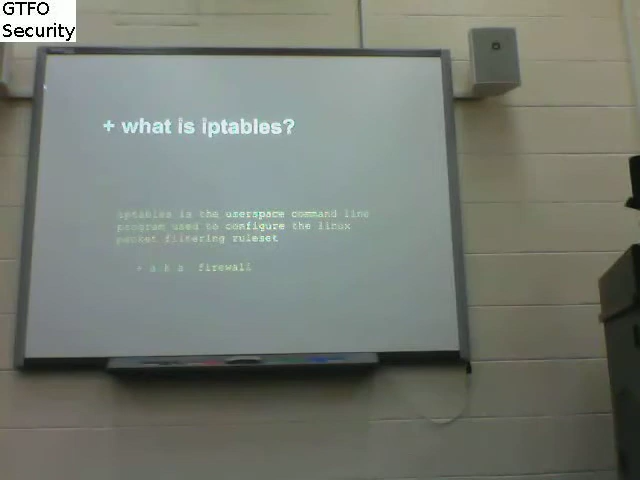 GTFO
Security
+ what is iptables?
iptables is the userspace command line
program used to configure the linux
packet filtering ruleset
+ a k a firewall